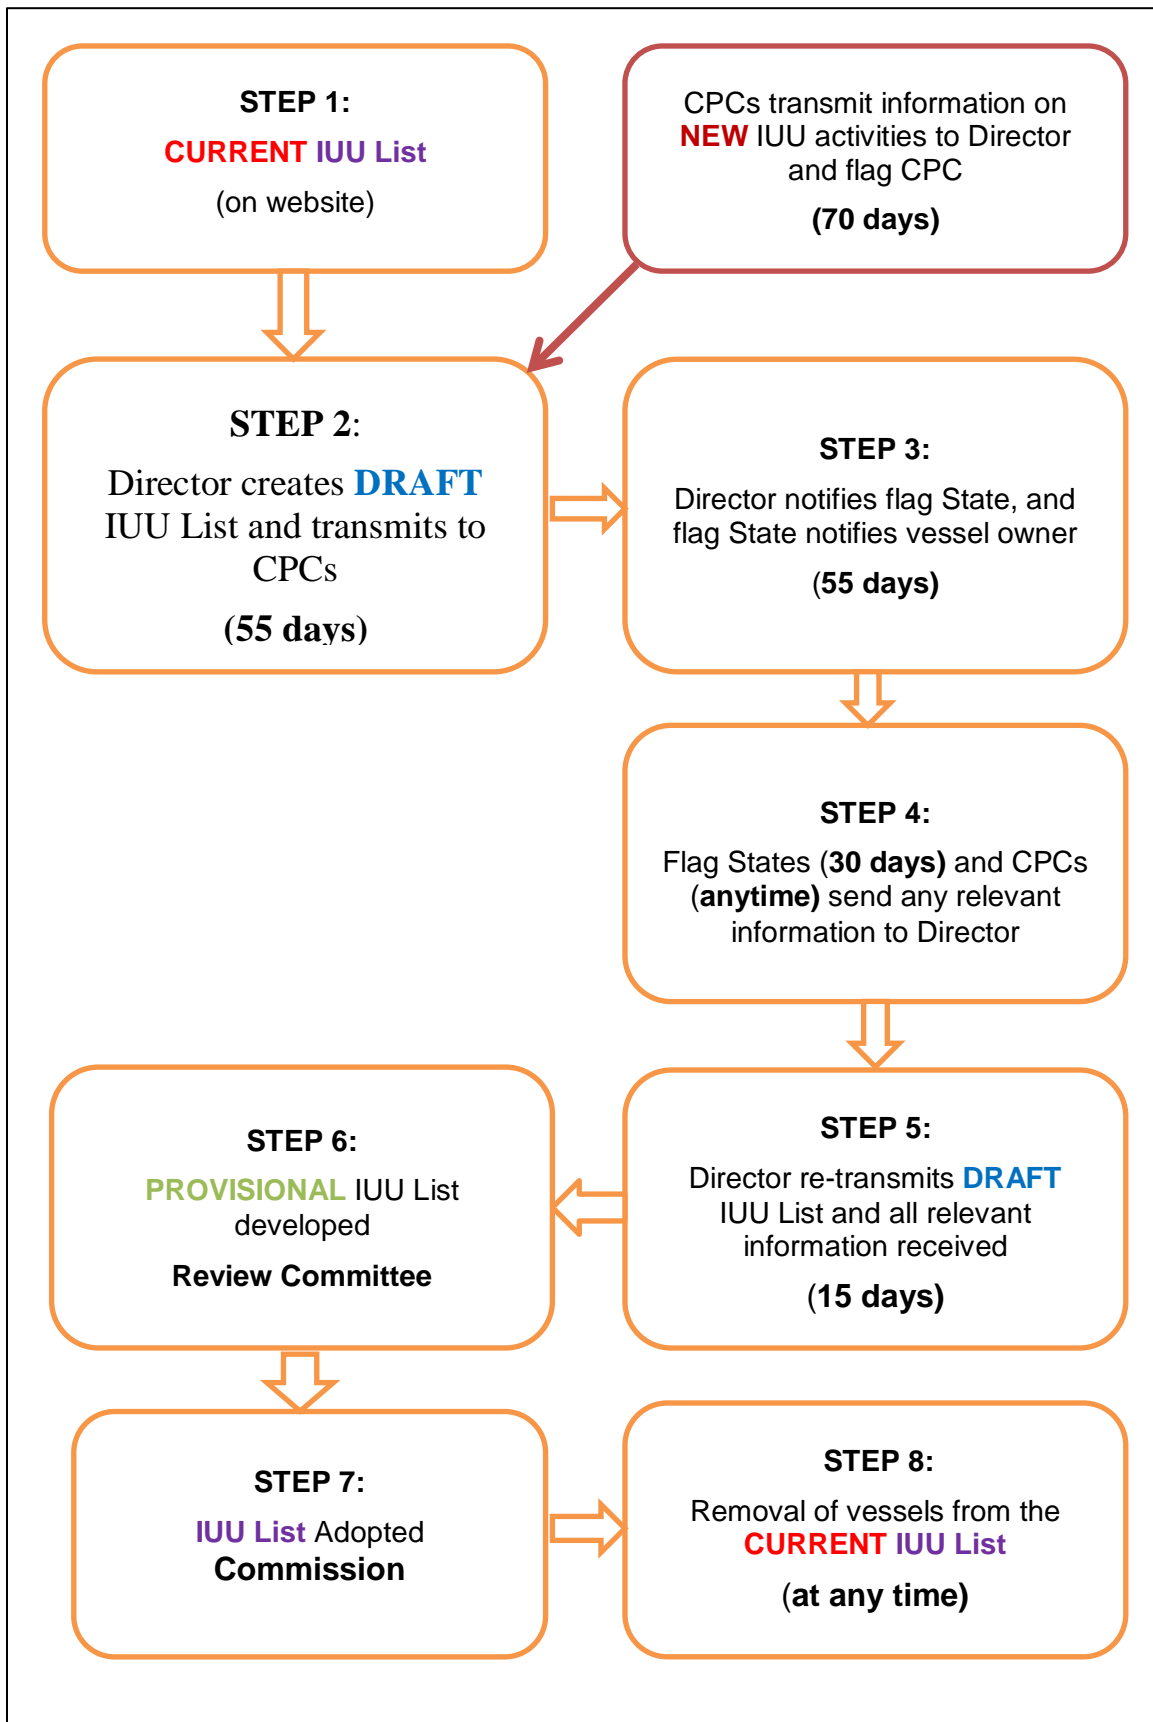 STEP 1:
CURRENT IUU List
(on website)
CPCs transmit information on
NEW IUU activities to Director
and flag CPC
(70 days)
STEP 2:
Director creates DRAFT
IUU List and transmits to
CPCs
(55 days)
STEP 3:
Director notifies flag State, and
flag State notifies vessel owner
(55 days)
STEP 4:
Flag States (30 days) and CPCs
(anytime) send any relevant
information to Director
STEP 5:
Director re-transmits DRAFT
IUU List and all relevant
information received
(15 days)
STEP 6:
PROVISIONAL IUU List
developed
Review Committee
STEP 7:
IUU List Adopted
Commission
STEP 8:
Removal of vessels from the
CURRENT IUU List
(at any time)